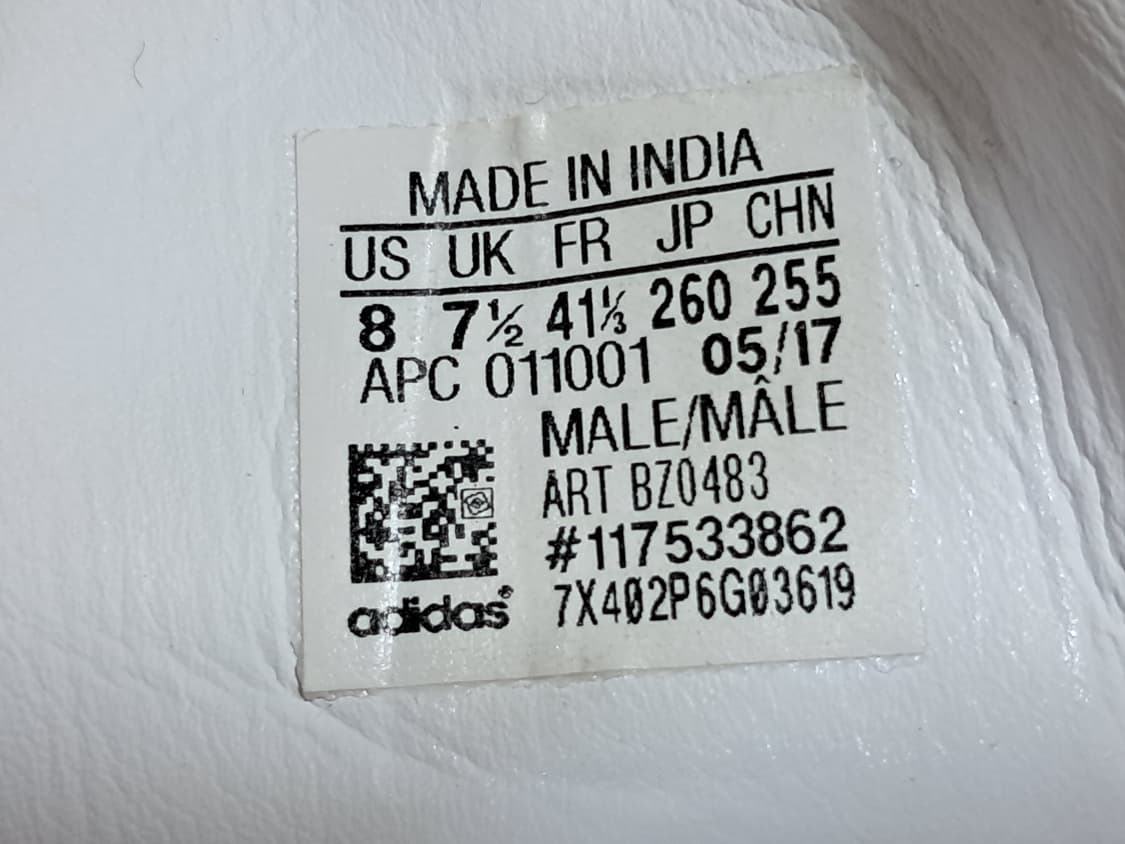 MADE IN INDIA
US UK FR JP CHN
8 7½ 41⅓ 260 255
APC 011001 05/17
MALE/MÂLE
ART BZ0483
#117533862
7X402P6G03619
adidas®